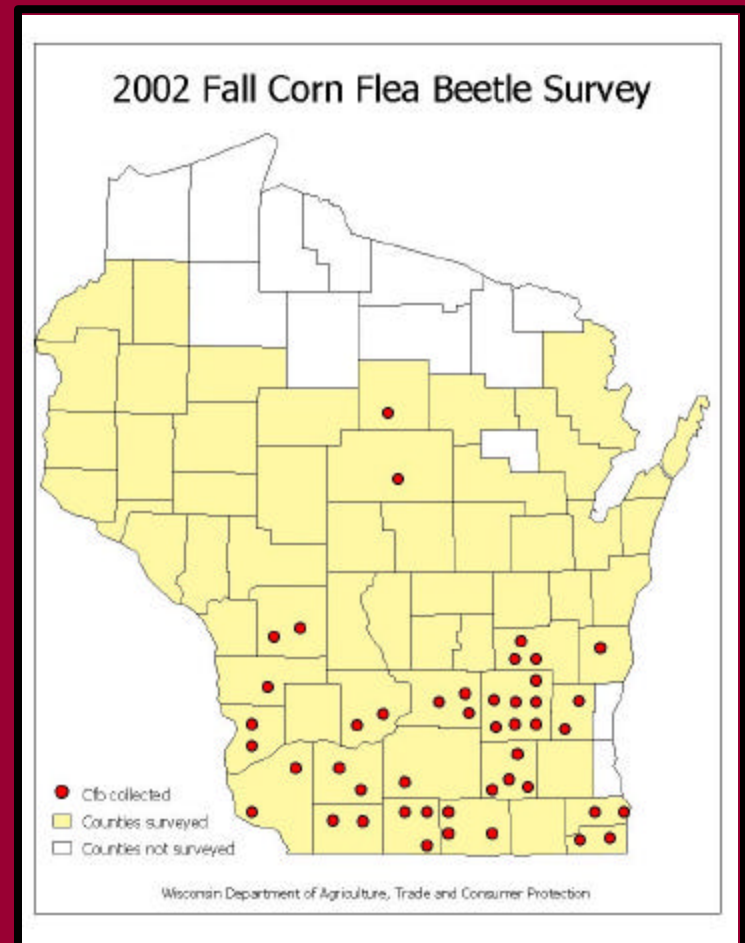 2002 Fall Corn Flea Beetle Survey
Cfb collected
Counties surveyed
Counties not surveyed
Wisconsin Department of Agriculture, Trade and Consumer Protection